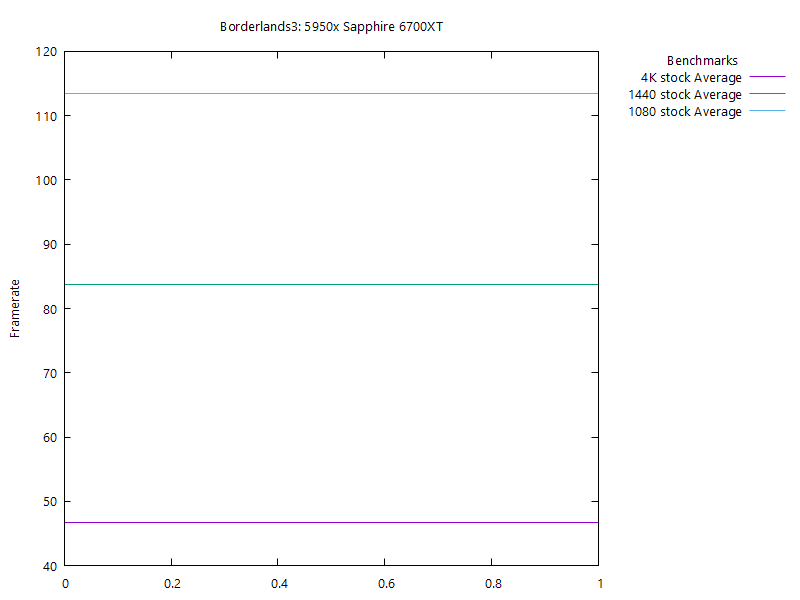 Borderlands3: 5950x Sapphire 6700XT
Benchmarks
4K stock Average
1440 stock Average
1080 stock Average
Framerate
120
110
100
90
80
70
60
50
40
0 0.2 0.4 0.6 0.8 1